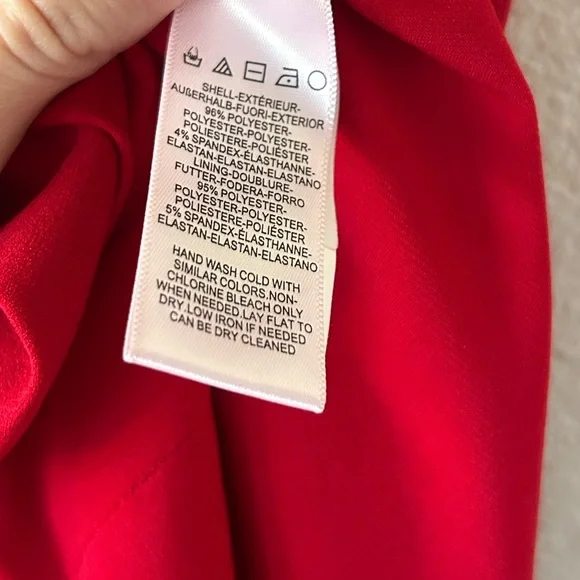 SHELL-EXTÉRIEUR-
AUßERHALB-FUORI-EXTERIOR
96% POLYESTER-
POLYESTER-POLYESTER-
POLIESTERE-POLIÉSTER
4% SPANDEX-ÉLASTHANNE-
ELASTAN-ELASTAN-ELASTANO
LINING-DOUBLURE-
FUTTER-FODERA-FORRO
95% POLYESTER-
POLYESTER-POLYESTER-
POLIESTERE-POLIÉSTER
5% SPANDEX-ÉLASTHANNE-
ELASTAN-ELASTAN-ELASTANO
HAND WASH COLD WITH
SIMILAR COLORS.NON-
CHLORINE BLEACH ONLY
WHEN NEEDED.LAY FLAT TO
DRY.LOW IRON IF NEEDED
CAN BE DRY CLEANED